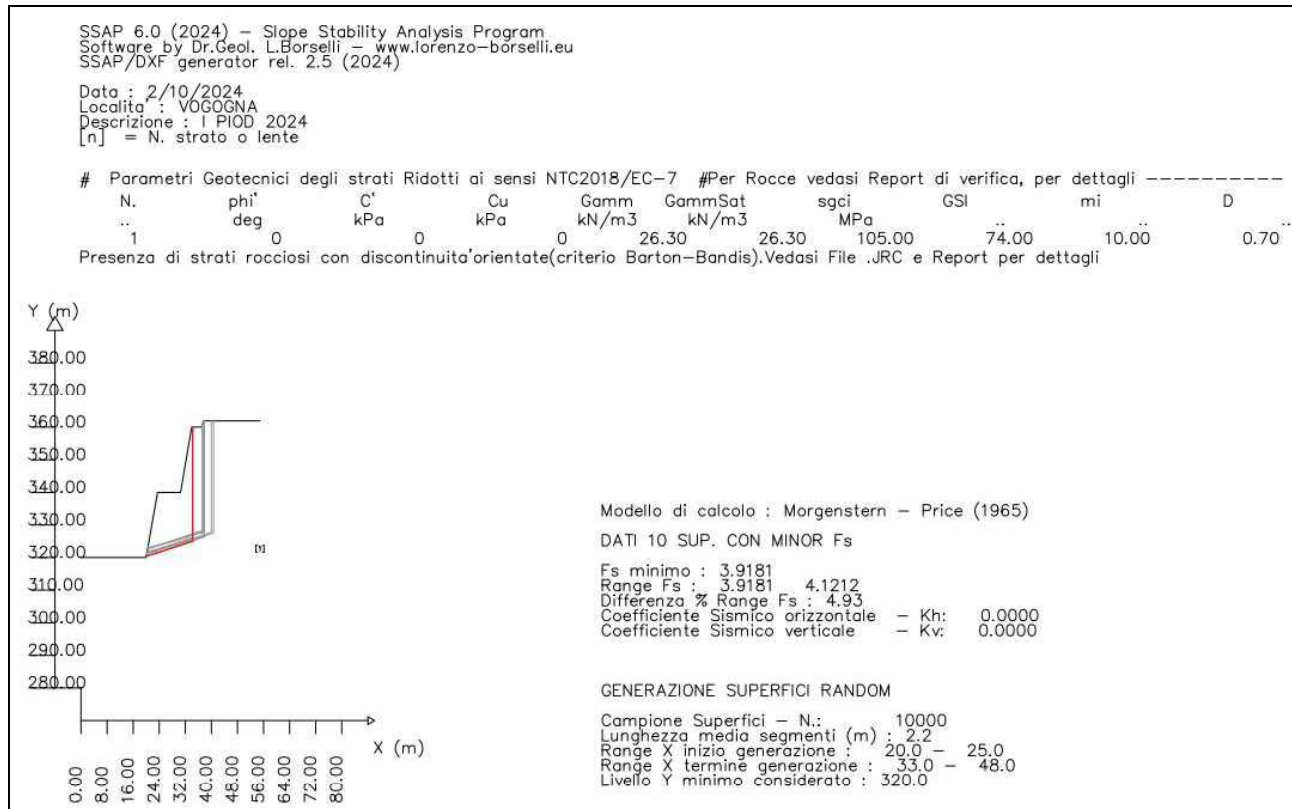 SSAP 6.0 (2024) – Slope Stability Analysis Program
Software by Dr.Geol. L.Borselli – www.lorenzo–borselli.eu
SSAP/DXF generator rel. 2.5 (2024)
Data : 2/10/2024
Localita' : VOGOGNA
Descrizione : I PIOD 2024
[n] = N. strato o lente
# Parametri Geotecnici degli strati Ridotti ai sensi NTC2018/EC–7 #Per Rocce vedasi Report di verifica, per dettagli ––––––––––
N. phi' C' Cu Gamm GammSat sgci GSI mi D
.. deg kPa kPa kN/m3 kN/m3 MPa .. .. ..
1 0 0 0 26.30 26.30 105.00 74.00 10.00 0.70
Presenza di strati rocciosi con discontinuita'orientate(criterio Barton–Bandis).Vedasi File .JRC e Report per dettagli
Y (m)
380.00
370.00
360.00
350.00
340.00
330.00
320.00
310.00
300.00
290.00
280.00
[1]
0.00 8.00 16.00 24.00 32.00 40.00 48.00 56.00 64.00 72.00 80.00
X (m)
Modello di calcolo : Morgenstern – Price (1965)
DATI 10 SUP. CON MINOR Fs
Fs minimo : 3.9181
Range Fs : 3.9181 4.1212
Differenza % Range Fs : 4.93
Coefficiente Sismico orizzontale – Kh: 0.0000
Coefficiente Sismico verticale – Kv: 0.0000
GENERAZIONE SUPERFICI RANDOM
Campione Superfici – N.: 10000
Lunghezza media segmenti (m) : 2.2
Range X inizio generazione : 20.0 – 25.0
Range X termine generazione : 33.0 – 48.0
Livello Y minimo considerato : 320.0